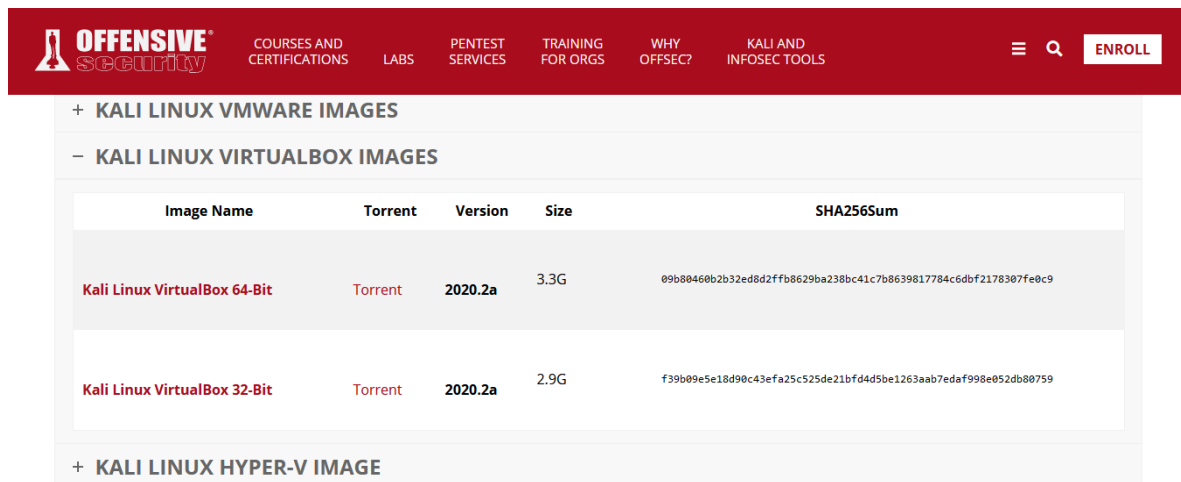 OFFENSIVE®
security
COURSES AND
CERTIFICATIONS
LABS
PENTEST
SERVICES
TRAINING
FOR ORGS
WHY
OFFSEC?
KALI AND
INFOSEC TOOLS
ENROLL
+ KALI LINUX VMWARE IMAGES
− KALI LINUX VIRTUALBOX IMAGES
Image Name Torrent Version Size SHA256Sum
Kali Linux VirtualBox 64-Bit Torrent 2020.2a 3.3G 09b80460b2b32ed8d2ffb8629ba238bc41c7b8639817784c6dbf2178307fe0c9
Kali Linux VirtualBox 32-Bit Torrent 2020.2a 2.9G f39b09e5e18d90c43efa25c525de21bfd4d5be1263aab7edaf998e052db80759
+ KALI LINUX HYPER-V IMAGE